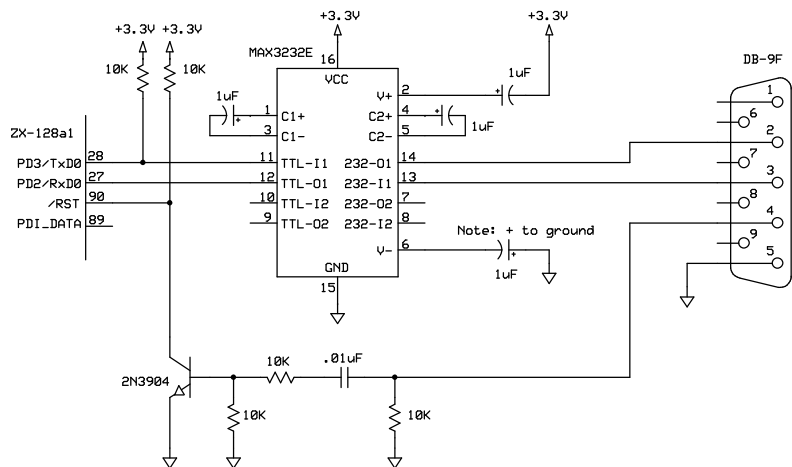 +3.3V
+3.3V
+3.3V +3.3V
MAX3232E
DB-9F
10K
10K
16
VCC
1uF
1uF
2
V+
1
1
C1+
C2+
4
6
3
C1-
C2-
5
1uF
2
ZX-128a1
PD3/TxD0
28
11
TTL-I1
232-O1
14
7
PD2/RxD0
27
12
TTL-O1
232-I1
13
3
/RST
90
10
TTL-I2
232-O2
7
8
PDI_DATA
89
9
TTL-O2
232-I2
8
4
Note: + to ground
9
V-
6
5
GND
1uF
15
2N3904
10K
.01uF
10K
10K